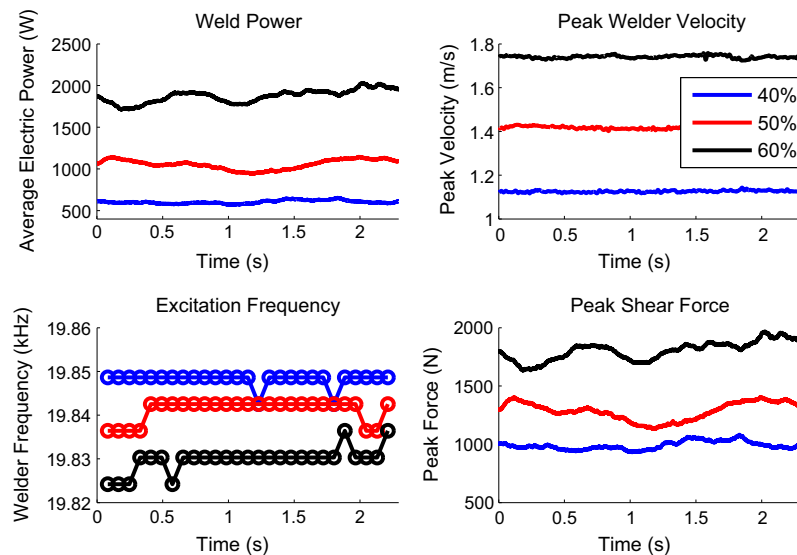 Weld Power
Average Electric Power (W)
2500
2000
1500
1000
500
0 0.5 1 1.5 2
Time (s)
Peak Welder Velocity
Peak Velocity (m/s)
1.8
1.6
1.4
1.2
1
40%
50%
60%
0 0.5 1 1.5 2
Time (s)
Excitation Frequency
Welder Frequency (kHz)
19.86
19.85
19.84
19.83
19.82
0 0.5 1 1.5 2
Time (s)
Peak Shear Force
Peak Force (N)
2000
1500
1000
500
0 0.5 1 1.5 2
Time (s)